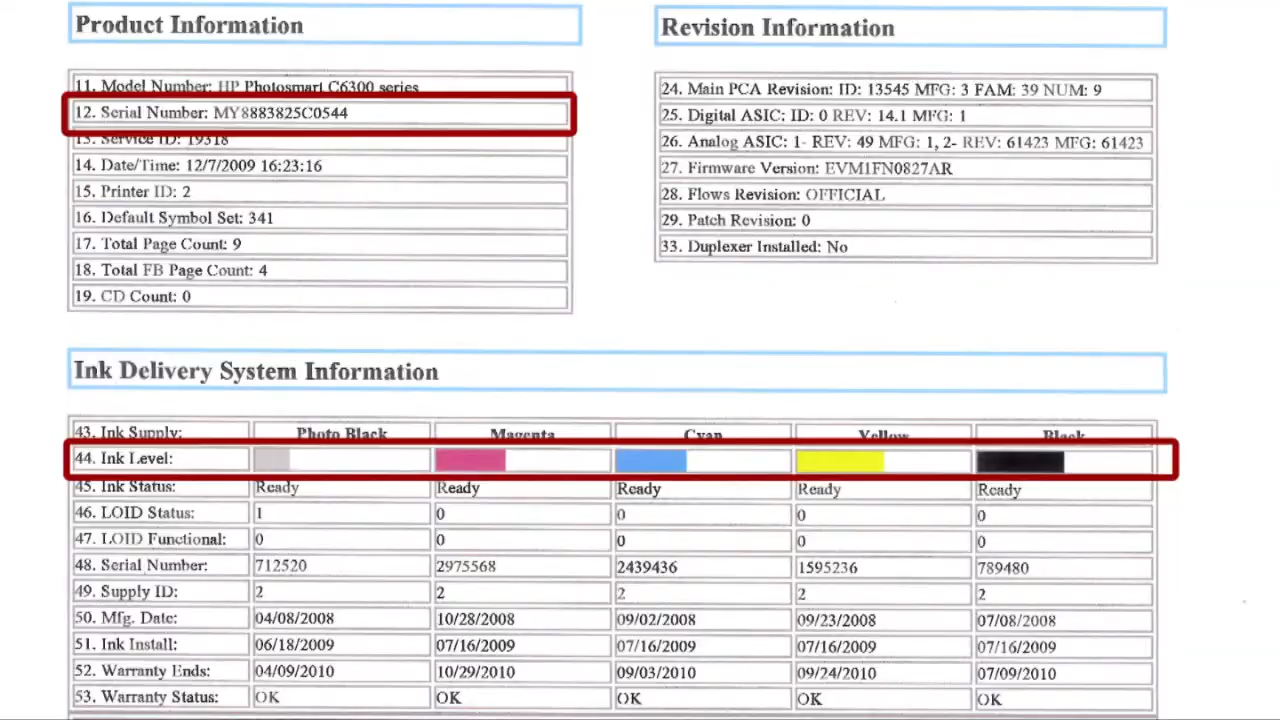 Product Information
11. Model Number: HP Photosmart C6300 series
12. Serial Number: MY8883825C0544
13. Service ID: 19318
14. Date/Time: 12/7/2009 16:23:16
15. Printer ID: 2
16. Default Symbol Set: 341
17. Total Page Count: 9
18. Total FB Page Count: 4
19. CD Count: 0
Revision Information
24. Main PCA Revision: ID: 13545 MFG: 3 FAM: 39 NUM: 9
25. Digital ASIC: ID: 0 REV: 14.1 MFG: 1
26. Analog ASIC: 1- REV: 49 MFG: 1, 2- REV: 61423 MFG: 61423
27. Firmware Version: EVM1FN0827AR
28. Flows Revision: OFFICIAL
29. Patch Revision: 0
33. Duplexer Installed: No
Ink Delivery System Information
43. Ink Supply: Photo Black Magenta Cyan Yellow Black
44. Ink Level:
45. Ink Status: Ready Ready Ready Ready Ready
46. LOID Status: 1 0 0 0 0
47. LOID Functional: 0 0 0 0 0
48. Serial Number: 712520 2975568 2439436 1595236 789480
49. Supply ID: 2 2 2 2 2
50. Mfg. Date: 04/08/2008 10/28/2008 09/02/2008 09/23/2008 07/08/2008
51. Ink Install: 06/18/2009 07/16/2009 07/16/2009 07/16/2009 07/16/2009
52. Warranty Ends: 04/09/2010 10/29/2010 09/03/2010 09/24/2010 07/09/2010
53. Warranty Status: OK OK OK OK OK